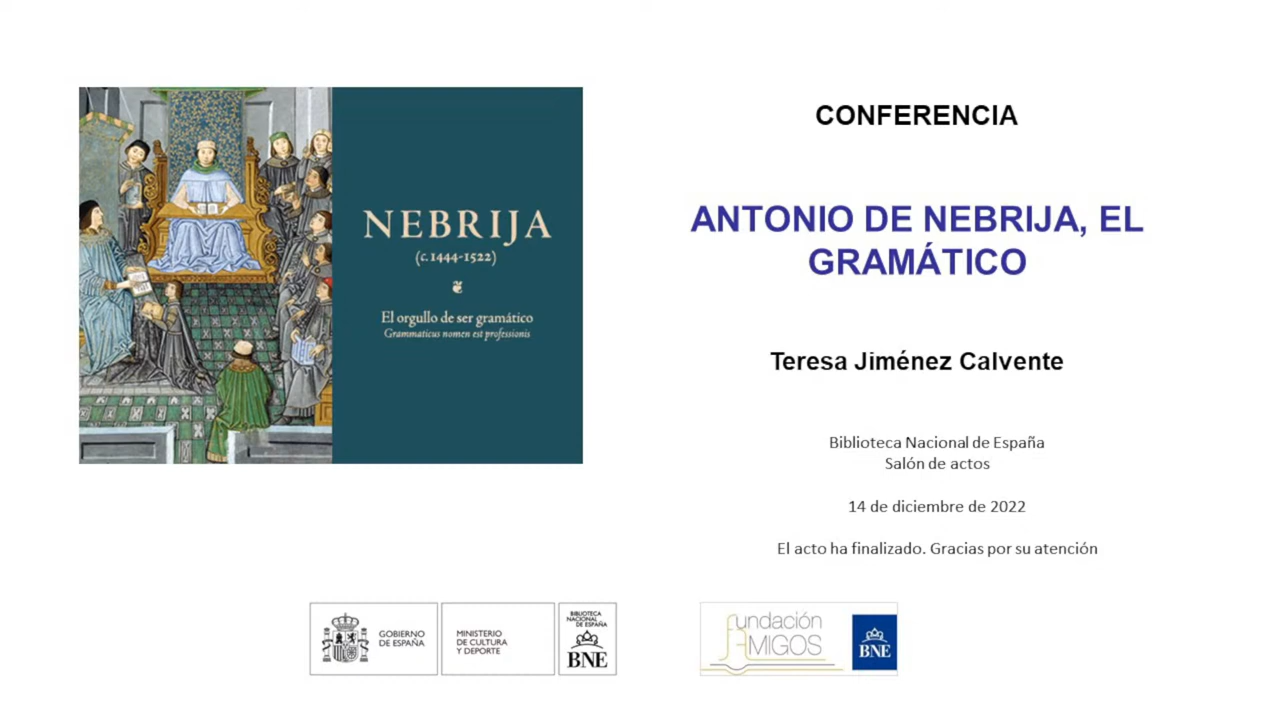 NEBRIJA
(c. 1444-1522)
El orgullo de ser gramático
Grammaticus nomen est professionis
CONFERENCIA
ANTONIO DE NEBRIJA, EL
GRAMÁTICO
Teresa Jiménez Calvente
Biblioteca Nacional de España
Salón de actos
14 de diciembre de 2022
El acto ha finalizado. Gracias por su atención
GOBIERNO
DE ESPAÑA
MINISTERIO
DE CULTURA
Y DEPORTE
BIBLIOTECA
NACIONAL
DE ESPAÑA
BNE
Fundación
AMIGOS
BNE